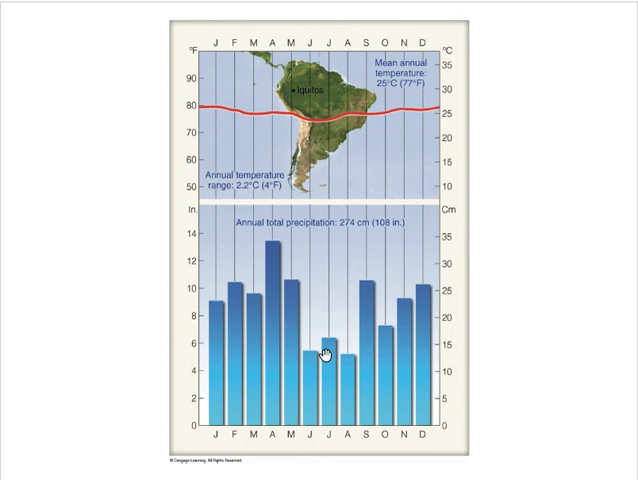 J F M A M J J A S O N D
°F °C
Mean annual
temperature:
25°C (77°F)
Iquitos
90
80
70
60
50
35
30
25
20
15
10
Annual temperature
range: 2.2°C (4°F)
In. Cm
Annual total precipitation: 274 cm (108 in.)
14
12
10
8
6
4
2
0
35
30
25
20
15
10
5
0
J F M A M J J A S O N D
© Cengage Learning. All Rights Reserved.